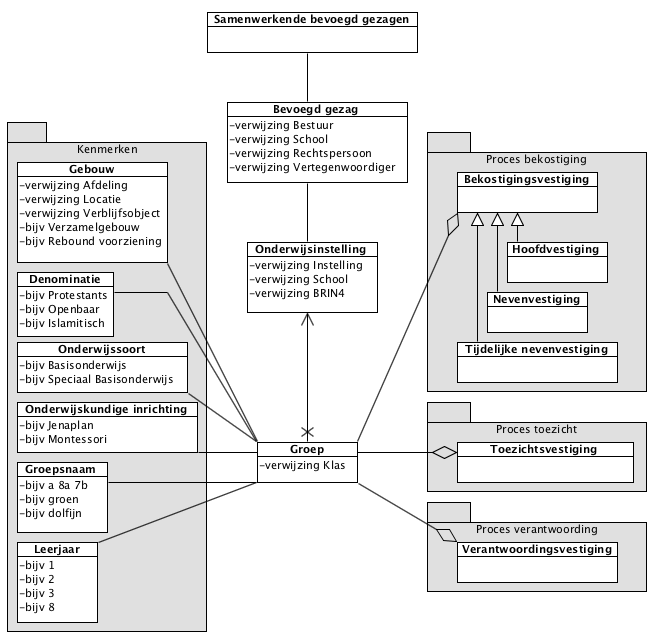 Samenwerkende bevoegd gezagen
Bevoegd gezag
-verwijzing Bestuur
-verwijzing School
-verwijzing Rechtspersoon
-verwijzing Vertegenwoordiger
Onderwijsinstelling
-verwijzing Instelling
-verwijzing School
-verwijzing BRIN4
Groep
-verwijzing Klas
Kenmerken
Gebouw
-verwijzing Afdeling
-verwijzing Locatie
-verwijzing Verblijfsobject
-bijv Verzamelgebouw
-bijv Rebound voorziening
Denominatie
-bijv Protestants
-bijv Openbaar
-bijv Islamitisch
Onderwijssoort
-bijv Basisonderwijs
-bijv Speciaal Basisonderwijs
Onderwijskundige inrichting
-bijv Jenaplan
-bijv Montessori
Groepsnaam
-bijv a 8a 7b
-bijv groen
-bijv dolfijn
Leerjaar
-bijv 1
-bijv 2
-bijv 3
-bijv 8
Proces bekostiging
Bekostigingsvestiging
Hoofdvestiging
Nevenvestiging
Tijdelijke nevenvestiging
Proces toezicht
Toezichtsvestiging
Proces verantwoording
Verantwoordingsvestiging